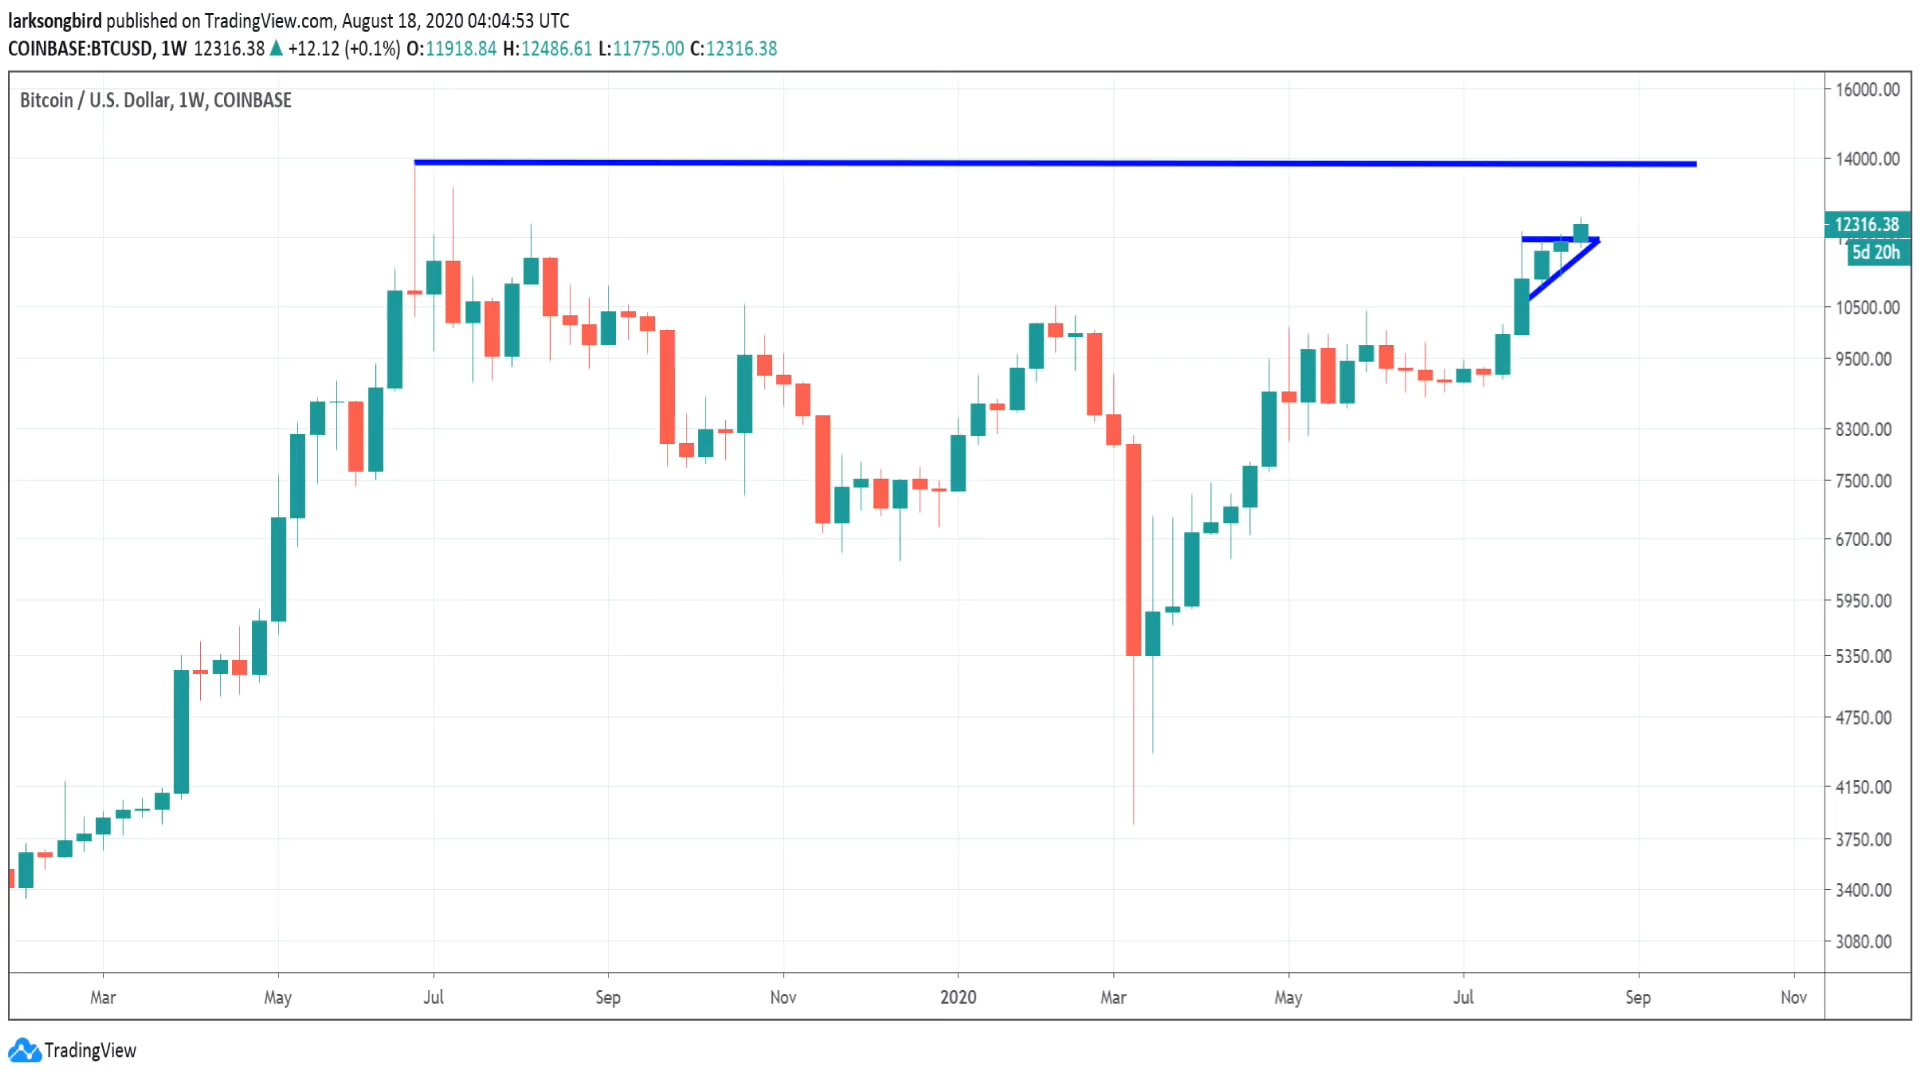 larksongbird published on TradingView.com, August 18, 2020 04:04:53 UTC
COINBASE:BTCUSD, 1W 12316.38 ▲ +12.12 (+0.1%) O:11918.84 H:12486.61 L:11775.00 C:12316.38
Bitcoin / U.S. Dollar, 1W, COINBASE
16000.00
14000.00
12316.38
5d 20h
10500.00
9500.00
8300.00
7500.00
6700.00
5950.00
5350.00
4750.00
4150.00
3750.00
3400.00
3080.00
Mar May Jul Sep Nov 2020 Mar May Jul Sep Nov
TradingView